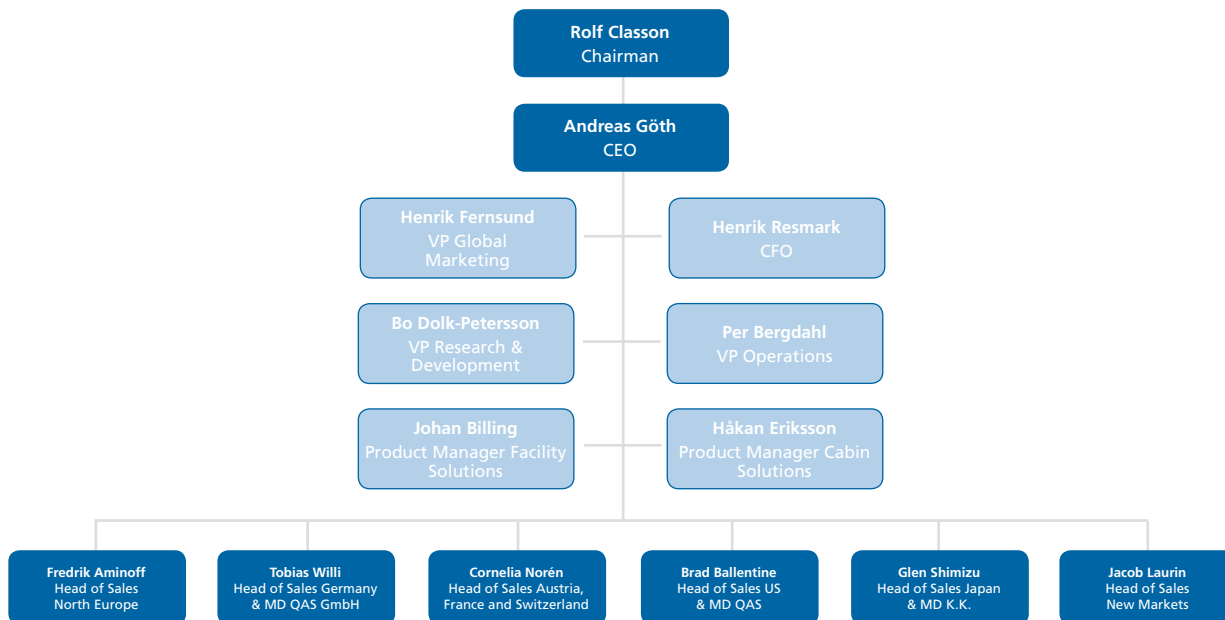 Rolf Classon
Chairman
Andreas Göth
CEO
Henrik Fernsund
VP Global
Marketing
Henrik Resmark
CFO
Bo Dolk-Petersson
VP Research &
Development
Per Bergdahl
VP Operations
Johan Billing
Product Manager Facility
Solutions
Håkan Eriksson
Product Manager Cabin
Solutions
Fredrik Aminoff
Head of Sales
North Europe
Tobias Willi
Head of Sales Germany
& MD QAS GmbH
Cornelia Norén
Head of Sales Austria,
France and Switzerland
Brad Ballentine
Head of Sales US
& MD QAS
Glen Shimizu
Head of Sales Japan
& MD K.K.
Jacob Laurin
Head of Sales
New Markets